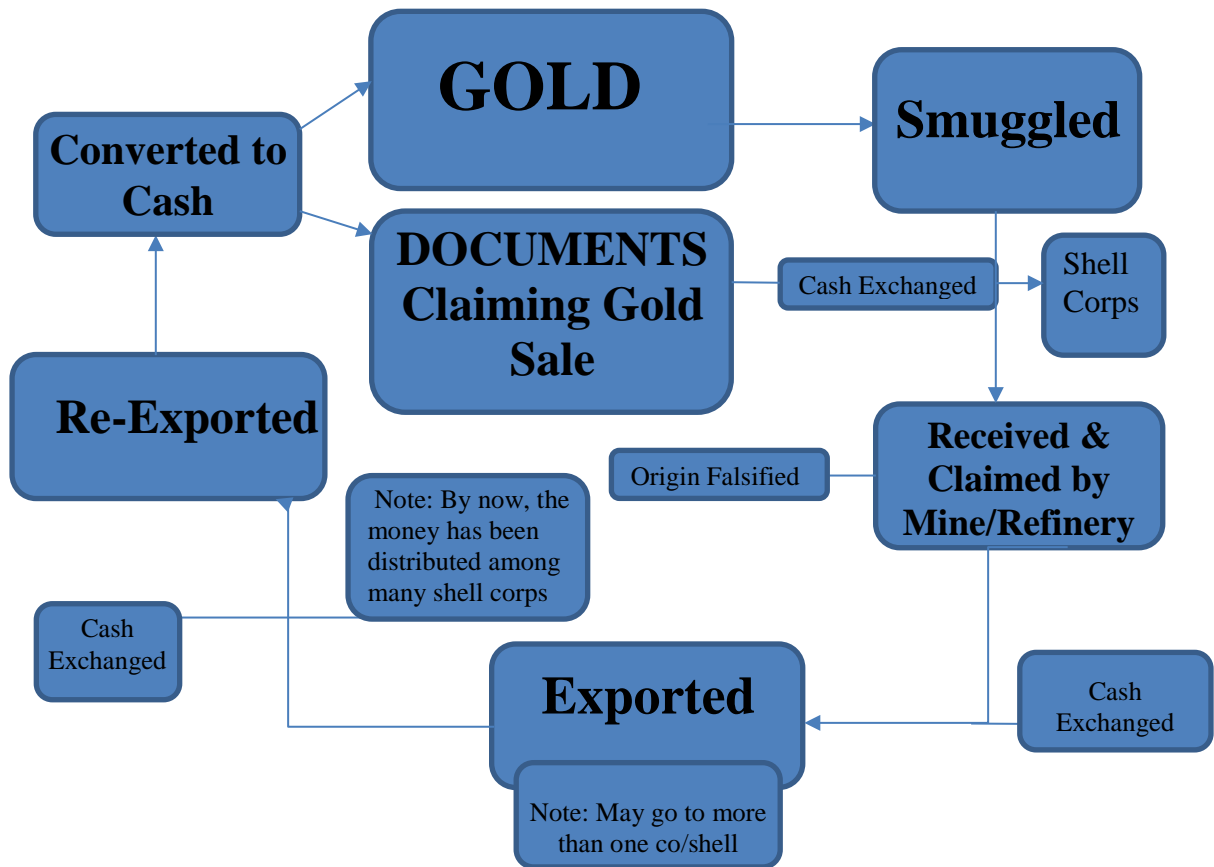 GOLD
Smuggled
Converted to
Cash
DOCUMENTS
Claiming Gold
Sale
Cash Exchanged
Shell
Corps
Re-Exported
Received &
Claimed by
Mine/Refinery
Origin Falsified
Note: By now, the
money has been
distributed among
many shell corps
Cash
Exchanged
Exported
Cash
Exchanged
Note: May go to more
than one co/shell